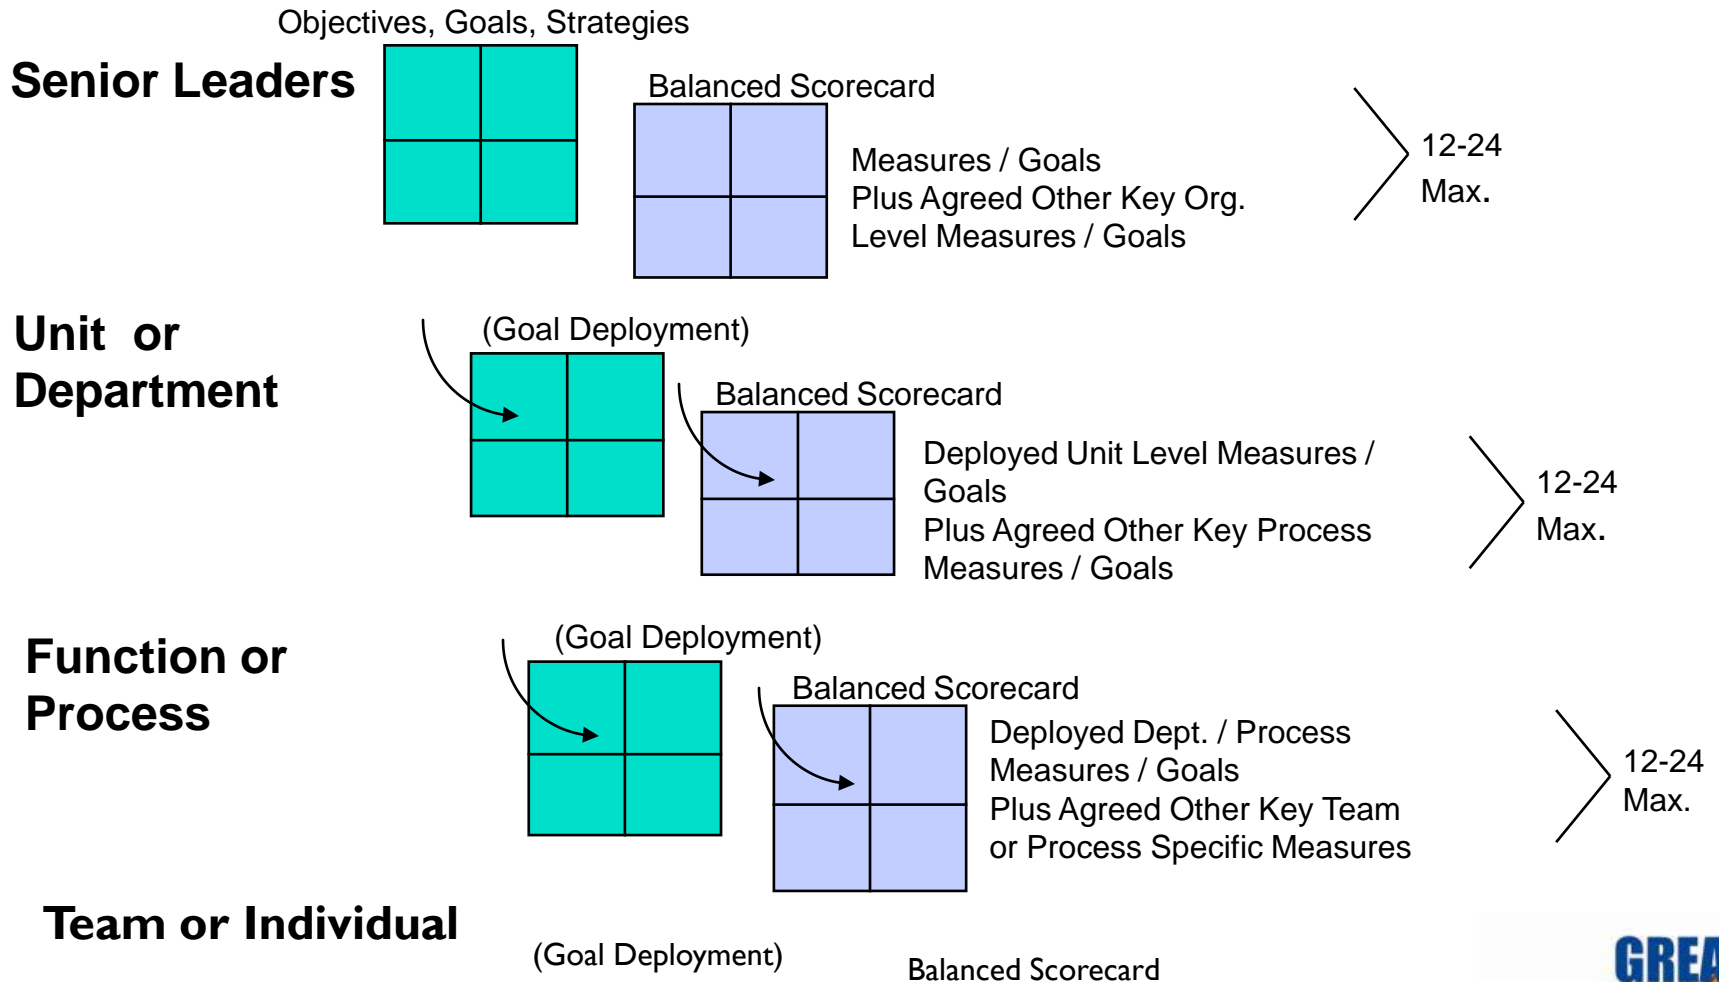 Objectives, Goals, Strategies
Senior Leaders
Balanced Scorecard
Measures / Goals
Plus Agreed Other Key Org.
Level Measures / Goals
12-24
Max.
Unit or
Department
(Goal Deployment)
Balanced Scorecard
Deployed Unit Level Measures /
Goals
Plus Agreed Other Key Process
Measures / Goals
12-24
Max.
Function or
Process
(Goal Deployment)
Balanced Scorecard
Deployed Dept. / Process
Measures / Goals
Plus Agreed Other Key Team
or Process Specific Measures
12-24
Max.
Team or Individual
(Goal Deployment)
Balanced Scorecard